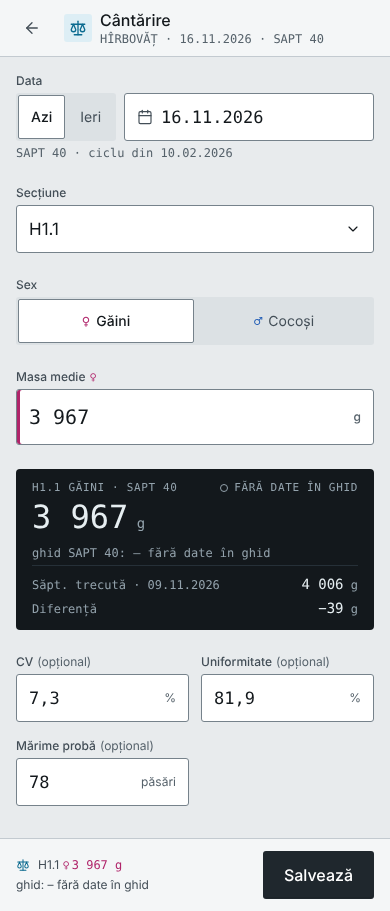 Cântărire
HÎRBOVĂȚ · 16.11.2026 · SAPT 40
Data
Azi Ieri 16.11.2026
SAPT 40 · ciclu din 10.02.2026
Secțiune
H1.1
Sex
♀ Găini ♂ Cocoși
Masa medie ♀
3 967 g
H1.1 GĂINI · SAPT 40 FĂRĂ DATE ÎN GHID
3 967 g
ghid SAPT 40: — fără date în ghid
Săpt. trecută · 09.11.2026 4 006 g
Diferență −39 g
CV (opțional) Uniformitate (opțional)
7,3 % 81,9 %
Mărime probă (opțional)
78 păsări
H1.1 ♀ 3 967 g
ghid: – fără date în ghid
Salvează